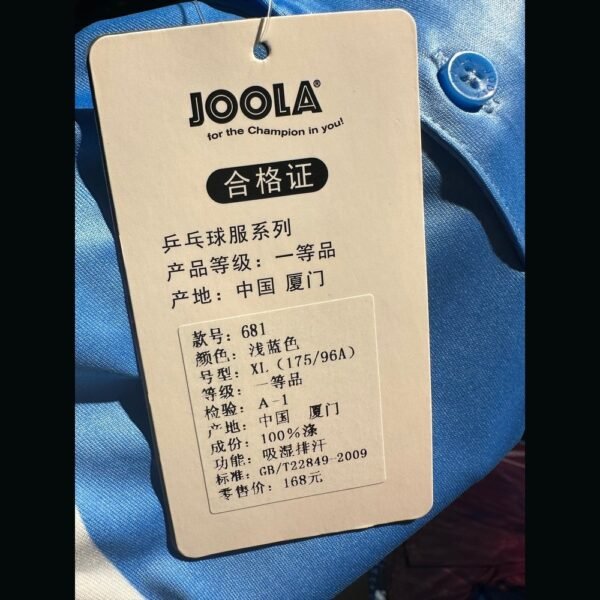 JOOLA®
for the Champion in you!
合格证
乒乓球服系列
产品等级：一等品
产地：中国 厦门
款号：681
颜色：浅蓝色
号型：XL（175/96A）
等级：一等品
检验：A-1
产地：中国 厦门
成份：100%涤
功能：吸湿排汗
标准：GB/T22849-2009
零售价：168元